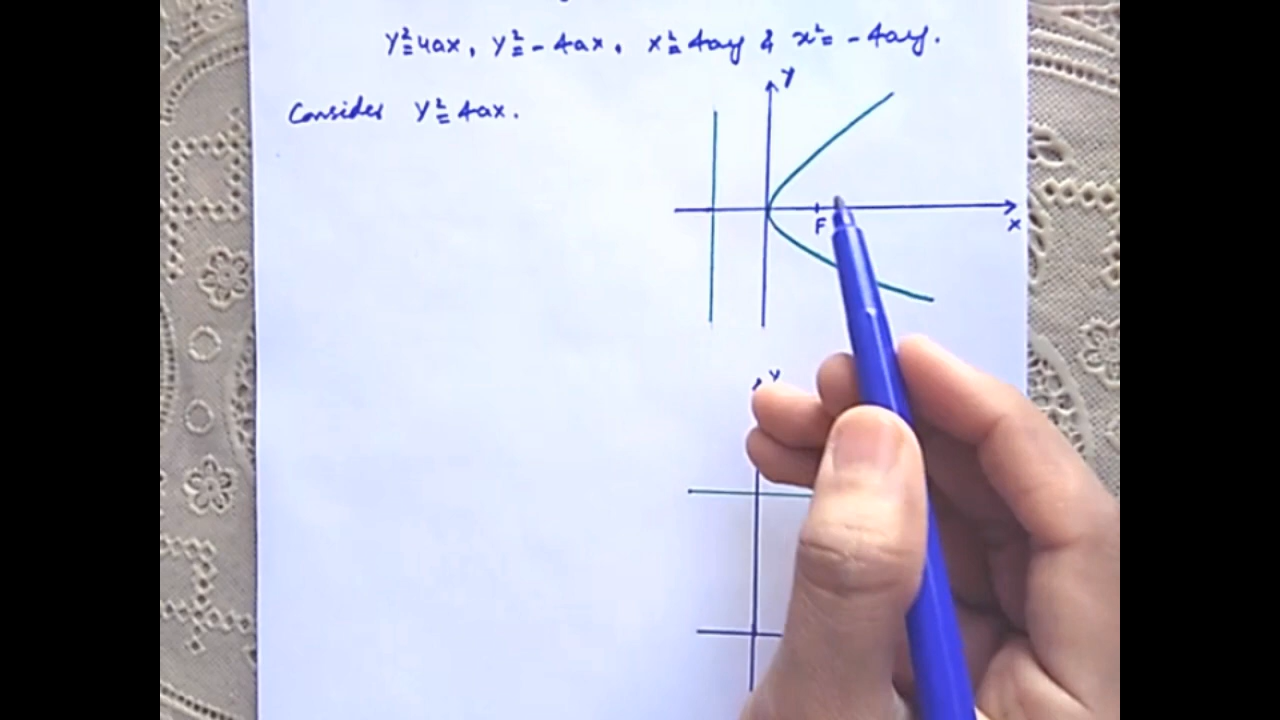 y²=4ax, y²=-4ax, x²=4ay & x²=-4ay.
Consider y²=4ax.
y
F
x
y